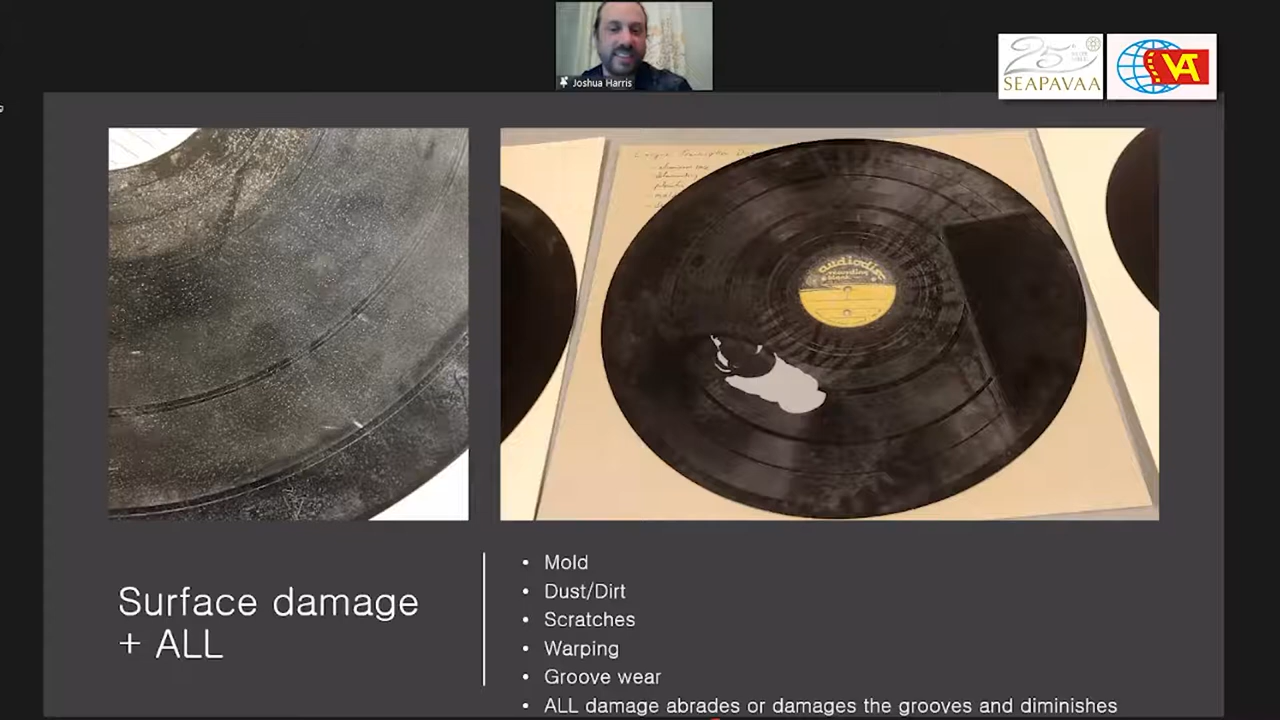 Joshua Harris
25
SEAPAVAA
VA
audiodisc
recording
blank
Surface damage
+ ALL
• Mold
• Dust/Dirt
• Scratches
• Warping
• Groove wear
• ALL damage abrades or damages the grooves and diminishes